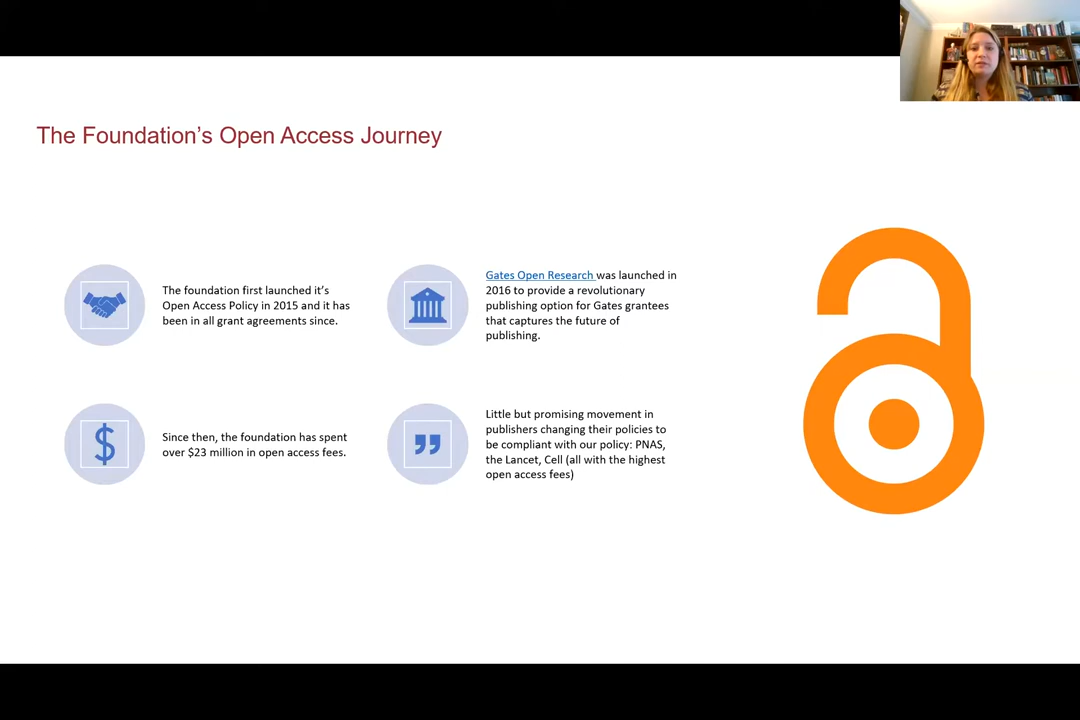 The Foundation's Open Access Journey
The foundation first launched it's
Open Access Policy in 2015 and it has
been in all grant agreements since.
Gates Open Research was launched in
2016 to provide a revolutionary
publishing option for Gates grantees
that captures the future of
publishing.
Since then, the foundation has spent
over $23 million in open access fees.
Little but promising movement in
publishers changing their policies to
be compliant with our policy: PNAS,
the Lancet, Cell (all with the highest
open access fees)